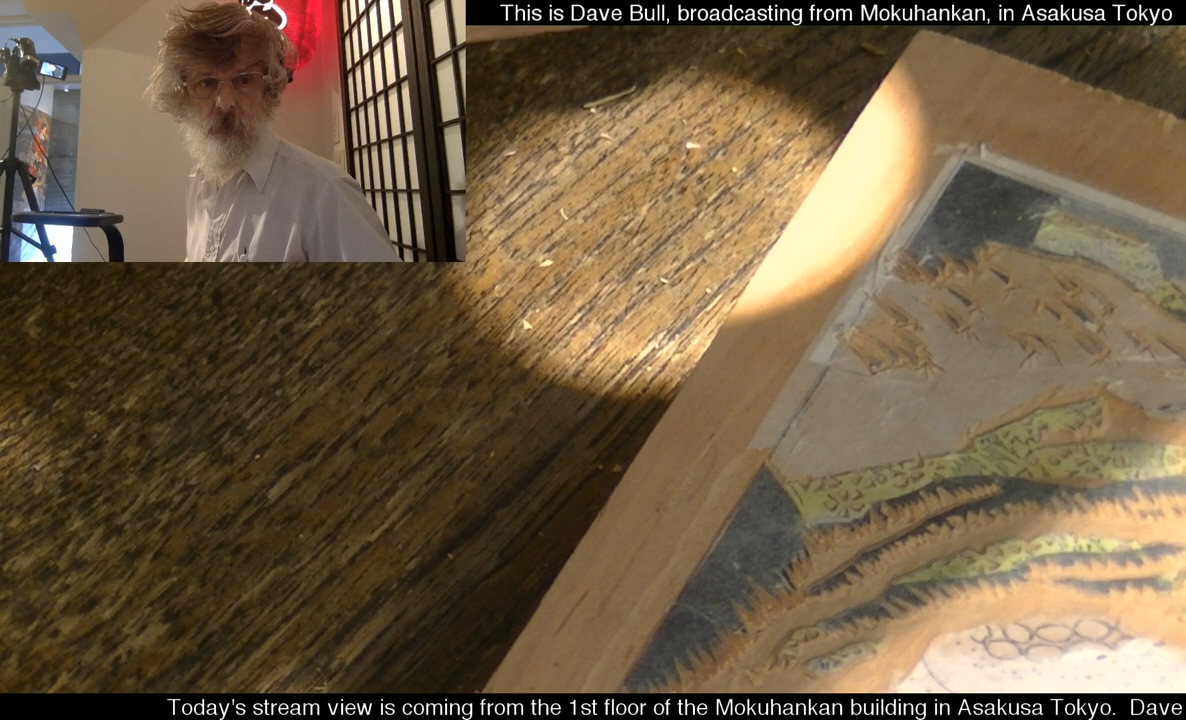 This is Dave Bull, broadcasting from Mokuhankan, in Asakusa Tokyo
Today's stream view is coming from the 1st floor of the Mokuhankan building in Asakusa Tokyo.  Dave